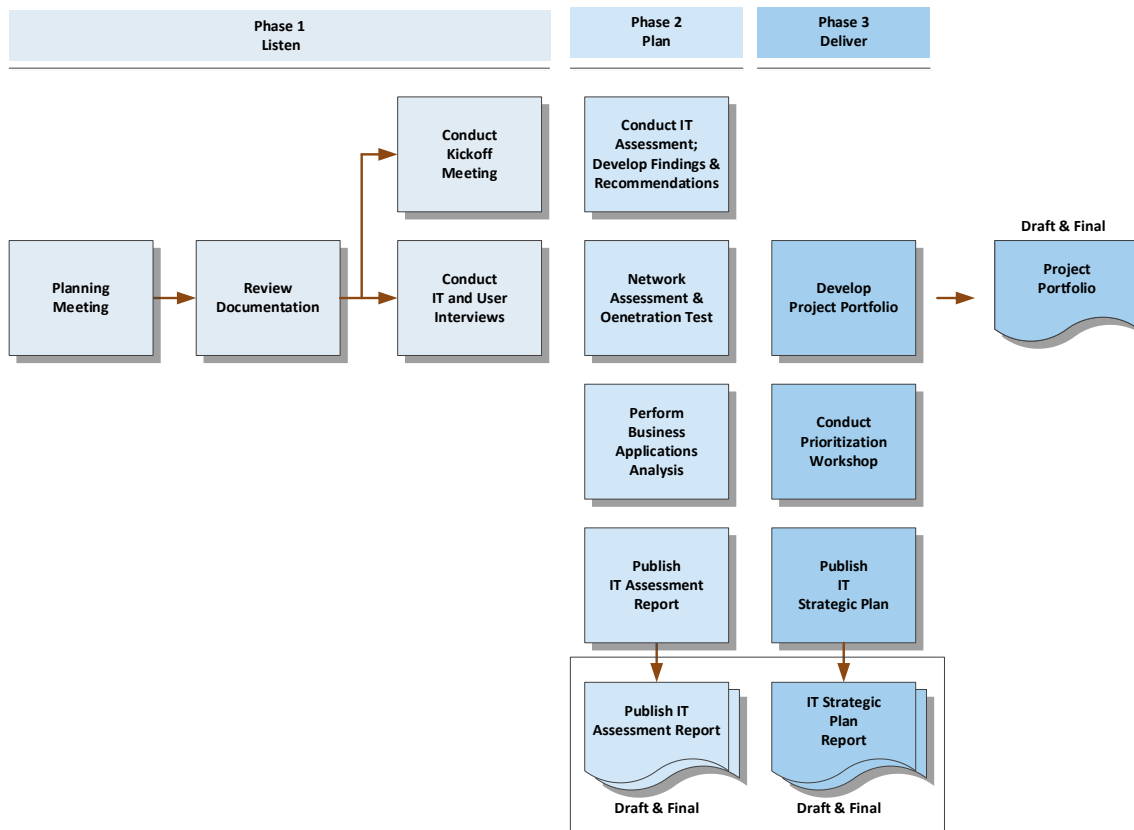 Phase 1
Listen
Phase 2
Plan
Phase 3
Deliver
Conduct
Kickoff
Meeting
Conduct IT
Assessment;
Develop Findings &
Recommendations
Planning
Meeting
Review
Documentation
Conduct
IT and User
Interviews
Network
Assessment &
Oenetration Test
Develop
Project Portfolio
Draft & Final
Project
Portfolio
Perform
Business
Applications
Analysis
Conduct
Prioritization
Workshop
Publish
IT Assessment
Report
Publish
IT
Strategic Plan
Publish IT
Assessment Report
IT Strategic
Plan
Report
Draft & Final
Draft & Final